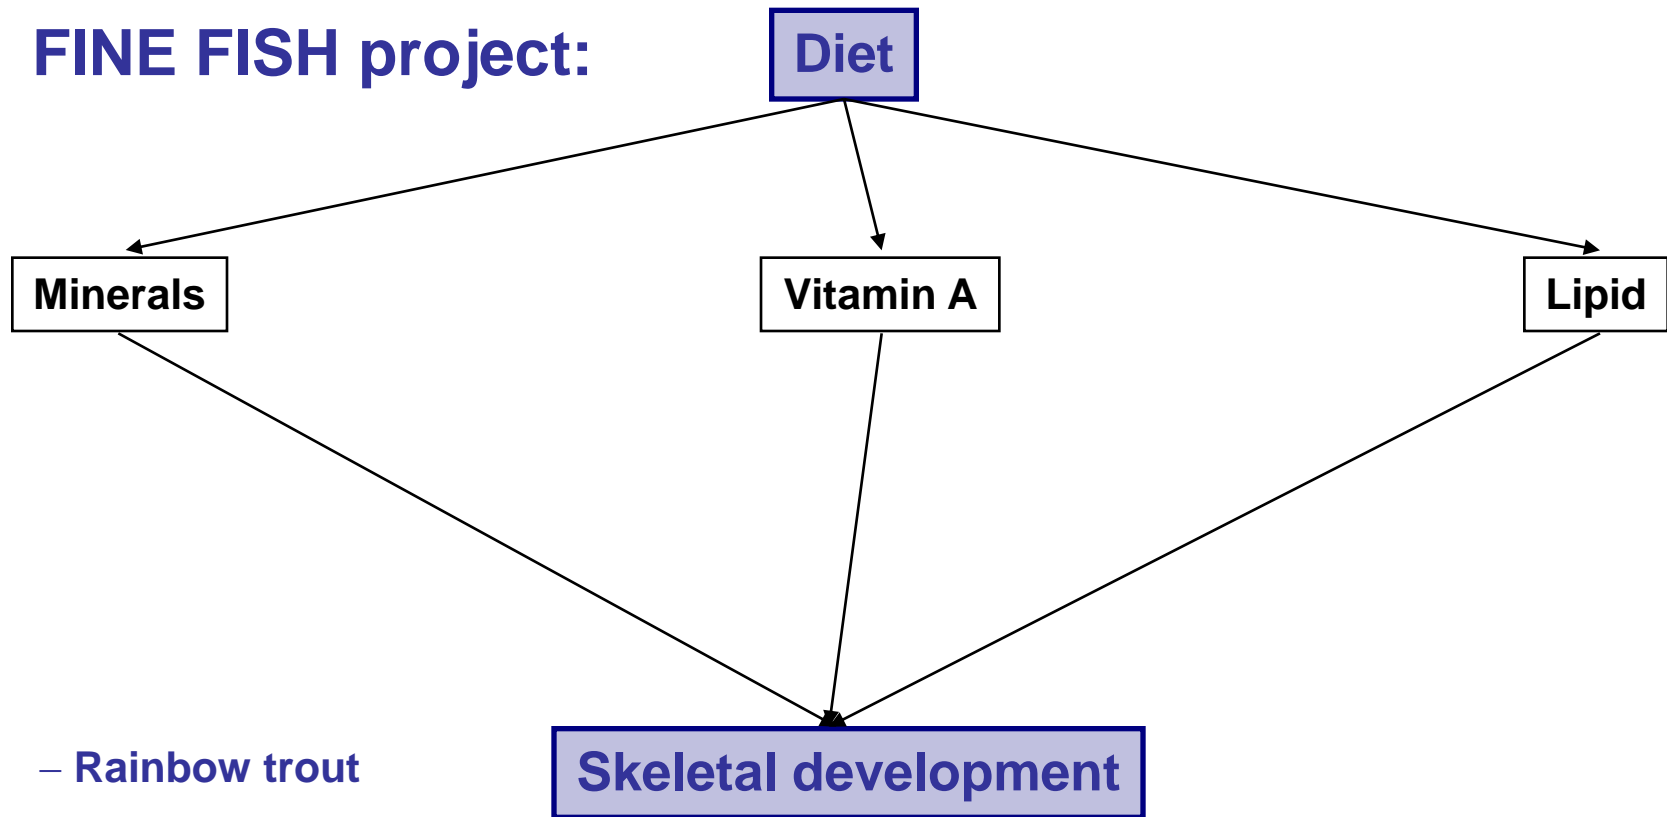 FINE FISH project:
Diet
Minerals
Vitamin A
Lipid
– Rainbow trout
Skeletal development